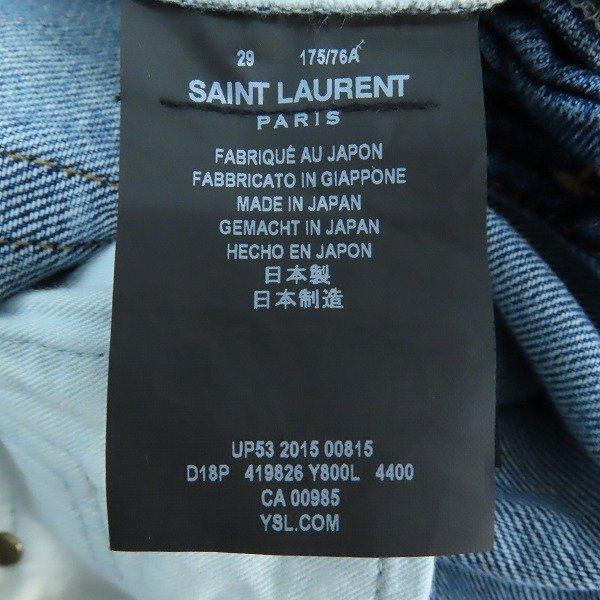 29 175/76A
SAINT LAURENT
PARIS
FABRIQUÉ AU JAPON
FABBRICATO IN GIAPPONE
MADE IN JAPAN
GEMACHT IN JAPAN
HECHO EN JAPON
日本製
日本制造
UP53 2015 00815
D18P 419826 Y800L 4400
CA 00985
YSL.COM